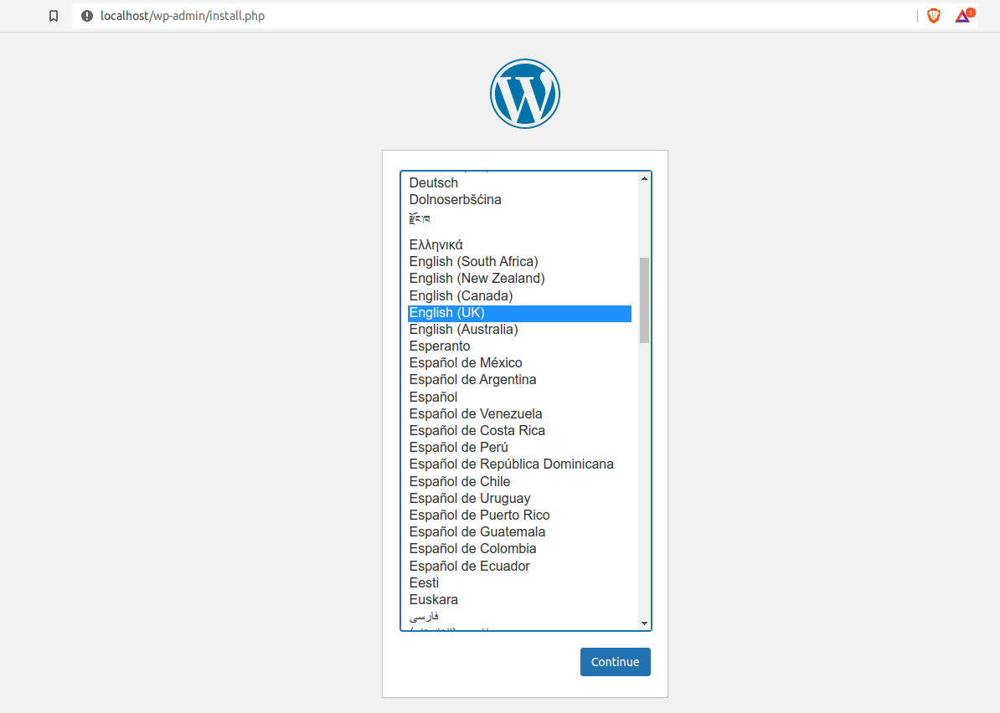 localhost/wp-admin/install.php
1
Deutsch
Dolnoserbšćina
རྫོང་ཁ
Ελληνικά
English (South Africa)
English (New Zealand)
English (Canada)
English (UK)
English (Australia)
Esperanto
Español de México
Español de Argentina
Español
Español de Venezuela
Español de Costa Rica
Español de Perú
Español de República Dominicana
Español de Chile
Español de Uruguay
Español de Puerto Rico
Español de Guatemala
Español de Colombia
Español de Ecuador
Eesti
Euskara
فارسی
Continue